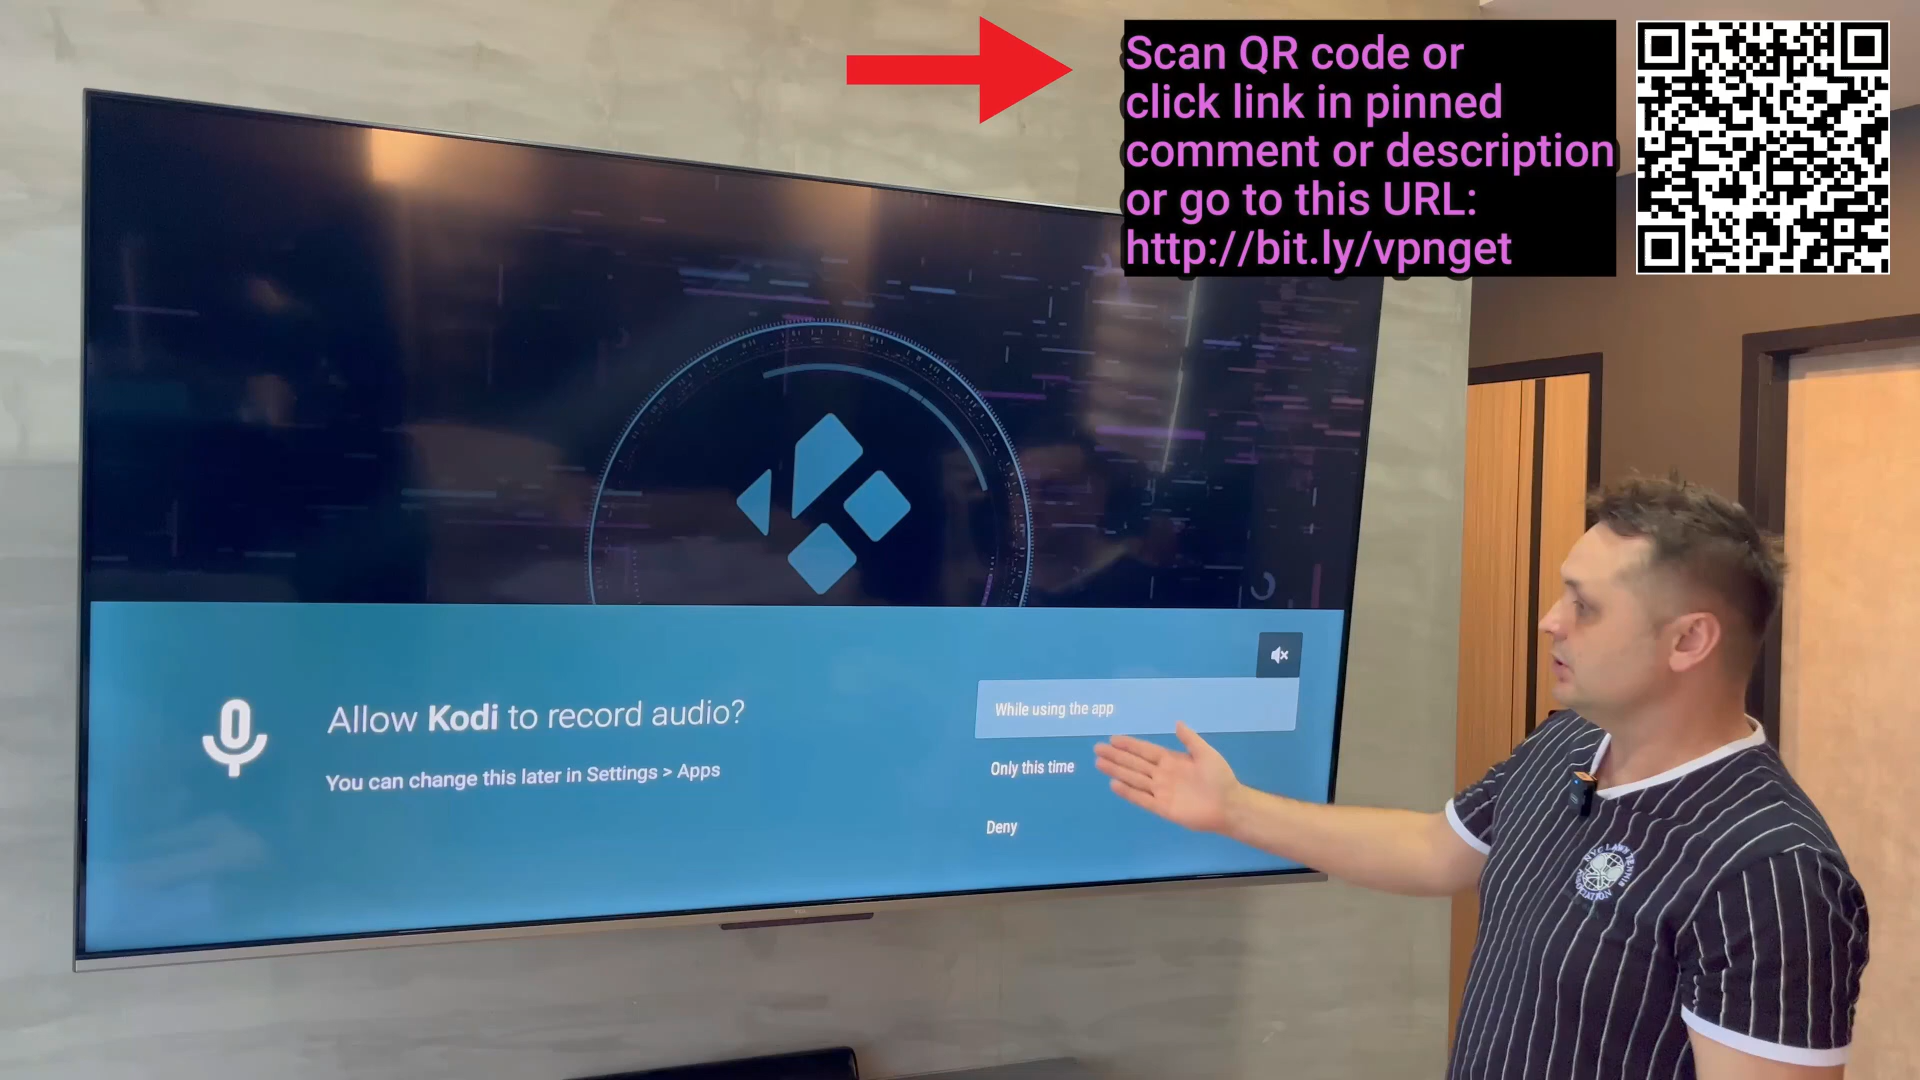 Scan QR code or
click link in pinned
comment or description
or go to this URL:
http://bit.ly/vpnget
Allow Kodi to record audio?
You can change this later in Settings > Apps
While using the app
Only this time
Deny
TCL